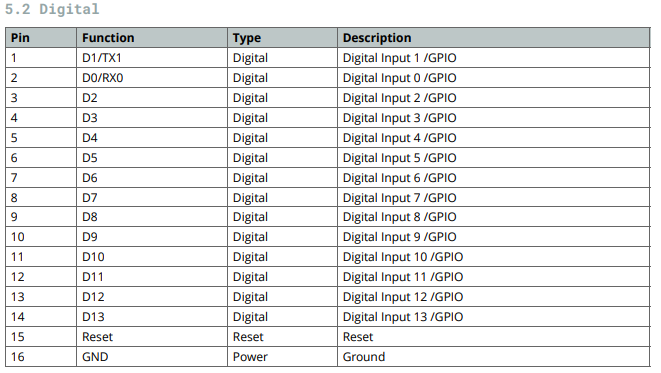 5.2 Digital
Pin Function Type Description
1 D1/TX1 Digital Digital Input 1 /GPIO
2 D0/RX0 Digital Digital Input 0 /GPIO
3 D2 Digital Digital Input 2 /GPIO
4 D3 Digital Digital Input 3 /GPIO
5 D4 Digital Digital Input 4 /GPIO
6 D5 Digital Digital Input 5 /GPIO
7 D6 Digital Digital Input 6 /GPIO
8 D7 Digital Digital Input 7 /GPIO
9 D8 Digital Digital Input 8 /GPIO
10 D9 Digital Digital Input 9 /GPIO
11 D10 Digital Digital Input 10 /GPIO
12 D11 Digital Digital Input 11 /GPIO
13 D12 Digital Digital Input 12 /GPIO
14 D13 Digital Digital Input 13 /GPIO
15 Reset Reset Reset
16 GND Power Ground